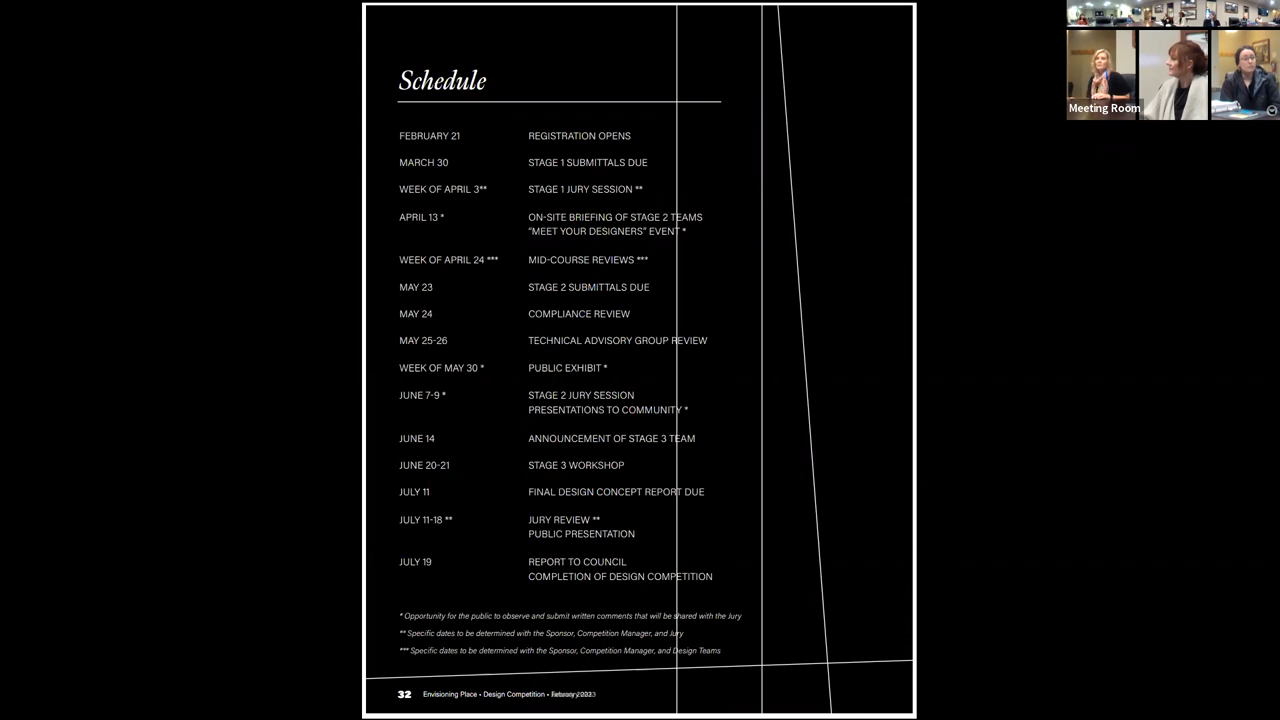 Schedule
FEBRUARY 21 REGISTRATION OPENS
MARCH 30 STAGE 1 SUBMITTALS DUE
WEEK OF APRIL 3** STAGE 1 JURY SESSION **
APRIL 13 * ON-SITE BRIEFING OF STAGE 2 TEAMS
“MEET YOUR DESIGNERS” EVENT *
WEEK OF APRIL 24 *** MID-COURSE REVIEWS ***
MAY 23 STAGE 2 SUBMITTALS DUE
MAY 24 COMPLIANCE REVIEW
MAY 25-26 TECHNICAL ADVISORY GROUP REVIEW
WEEK OF MAY 30 * PUBLIC EXHIBIT *
JUNE 7-9 * STAGE 2 JURY SESSION
PRESENTATIONS TO COMMUNITY *
JUNE 14 ANNOUNCEMENT OF STAGE 3 TEAM
JUNE 20-21 STAGE 3 WORKSHOP
JULY 11 FINAL DESIGN CONCEPT REPORT DUE
JULY 11-18 ** JURY REVIEW **
PUBLIC PRESENTATION
JULY 19 REPORT TO COUNCIL
COMPLETION OF DESIGN COMPETITION
* Opportunity for the public to observe and submit written comments that will be shared with the Jury
** Specific dates to be determined with the Sponsor, Competition Manager, and Jury
*** Specific dates to be determined with the Sponsor, Competition Manager, and Design Teams
32 Envisioning Place • Design Competition •
Meeting Room